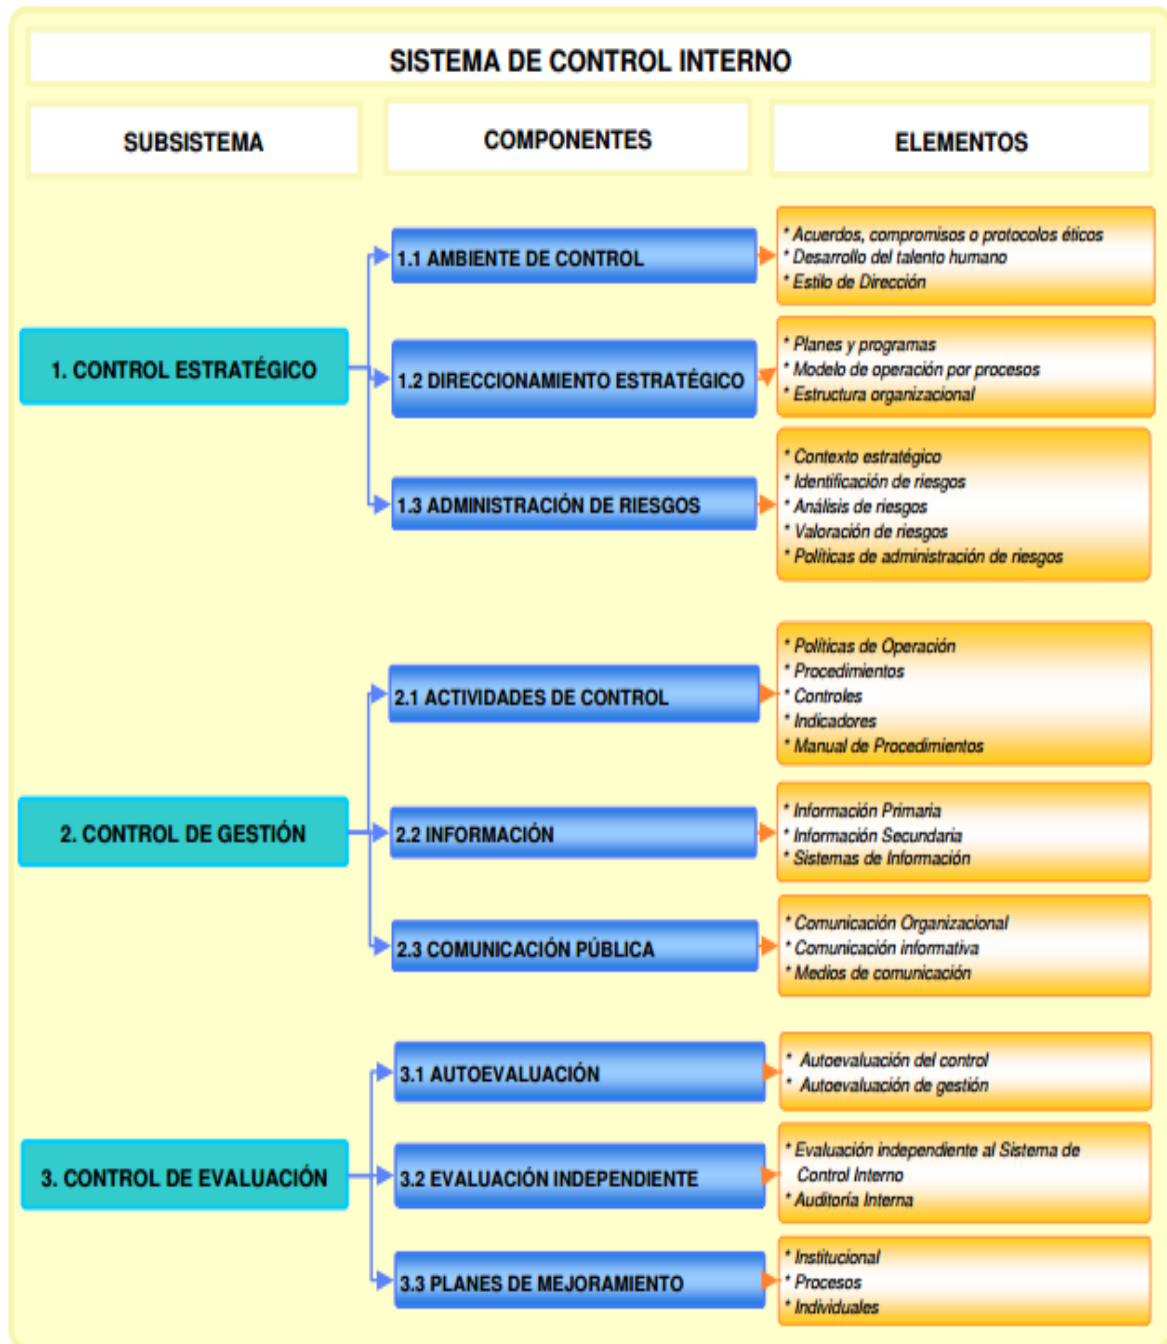 SISTEMA DE CONTROL INTERNO
SUBSISTEMA
COMPONENTES
ELEMENTOS
1. CONTROL ESTRATÉGICO
1.1 AMBIENTE DE CONTROL
* Acuerdos, compromisos o protocolos éticos
* Desarrollo del talento humano
* Estilo de Dirección
1.2 DIRECCIONAMIENTO ESTRATÉGICO
* Planes y programas
* Modelo de operación por procesos
* Estructura organizacional
1.3 ADMINISTRACIÓN DE RIESGOS
* Contexto estratégico
* Identificación de riesgos
* Análisis de riesgos
* Valoración de riesgos
* Políticas de administración de riesgos
2. CONTROL DE GESTIÓN
2.1 ACTIVIDADES DE CONTROL
* Políticas de Operación
* Procedimientos
* Controles
* Indicadores
* Manual de Procedimientos
2.2 INFORMACIÓN
* Información Primaria
* Información Secundaria
* Sistemas de Información
2.3 COMUNICACIÓN PÚBLICA
* Comunicación Organizacional
* Comunicación informativa
* Medios de comunicación
3. CONTROL DE EVALUACIÓN
3.1 AUTOEVALUACIÓN
* Autoevaluación del control
* Autoevaluación de gestión
3.2 EVALUACIÓN INDEPENDIENTE
* Evaluación independiente al Sistema de
Control Interno
* Auditoría Interna
3.3 PLANES DE MEJORAMIENTO
* Institucional
* Procesos
* Individuales